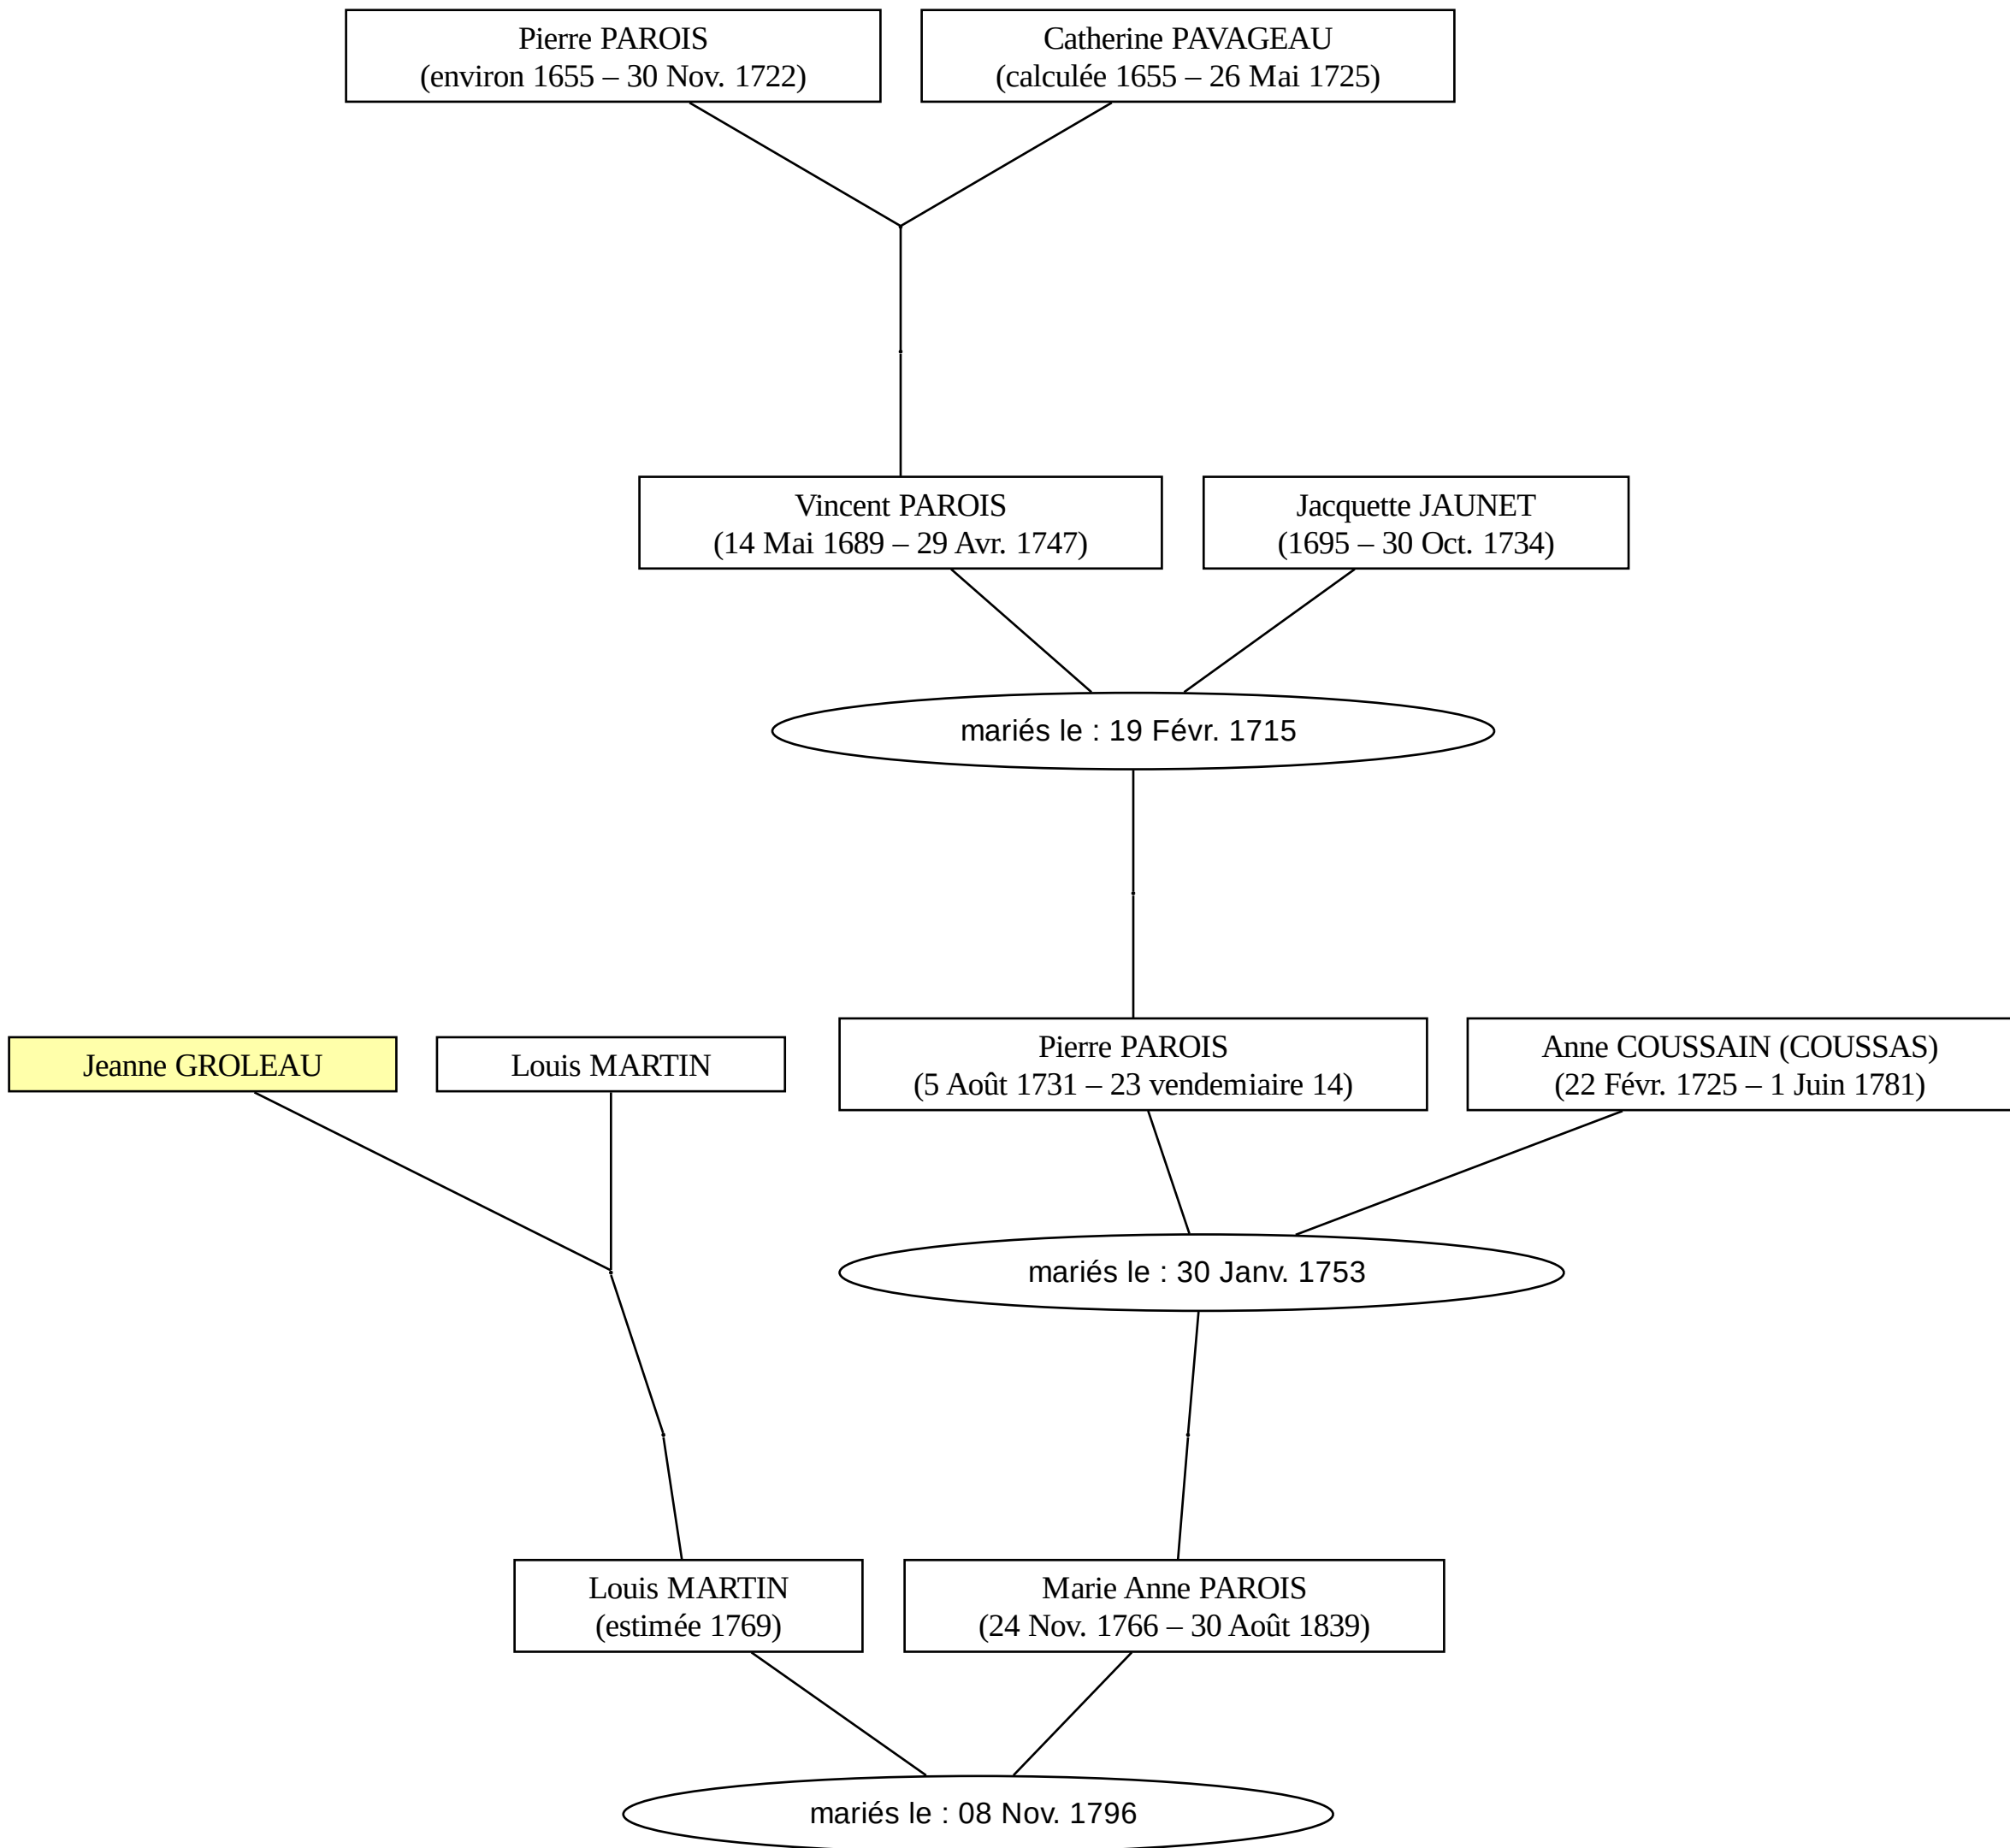 Pierre PAROIS
(environ 1655 – 30 Nov. 1722)
Catherine PAVAGEAU
(calculée 1655 – 26 Mai 1725)
Vincent PAROIS
(14 Mai 1689 – 29 Avr. 1747)
Jacquette JAUNET
(1695 – 30 Oct. 1734)
mariés le : 19 Févr. 1715
Jeanne GROLEAU
Louis MARTIN
Pierre PAROIS
(5 Août 1731 – 23 vendemiaire 14)
Anne COUSSAIN (COUSSAS)
(22 Févr. 1725 – 1 Juin 1781)
mariés le : 30 Janv. 1753
Louis MARTIN
(estimée 1769)
Marie Anne PAROIS
(24 Nov. 1766 – 30 Août 1839)
mariés le : 08 Nov. 1796